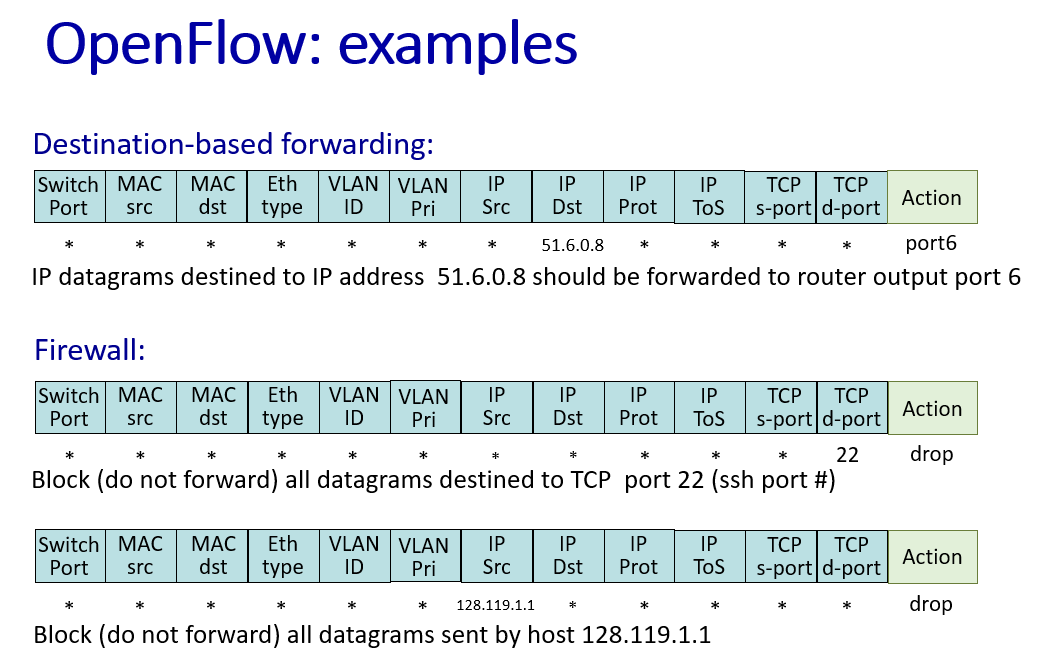 OpenFlow: examples
Destination-based forwarding:
Switch Port MAC src MAC dst Eth type VLAN ID VLAN Pri IP Src IP Dst IP Prot IP ToS TCP s-port TCP d-port Action
* * * * * * * 51.6.0.8 * * * * port6
IP datagrams destined to IP address 51.6.0.8 should be forwarded to router output port 6
Firewall:
Switch Port MAC src MAC dst Eth type VLAN ID VLAN Pri IP Src IP Dst IP Prot IP ToS TCP s-port TCP d-port Action
* * * * * * * * * * * 22 drop
Block (do not forward) all datagrams destined to TCP port 22 (ssh port #)
Switch Port MAC src MAC dst Eth type VLAN ID VLAN Pri IP Src IP Dst IP Prot IP ToS TCP s-port TCP d-port Action
* * * * * * 128.119.1.1 * * * * * drop
Block (do not forward) all datagrams sent by host 128.119.1.1